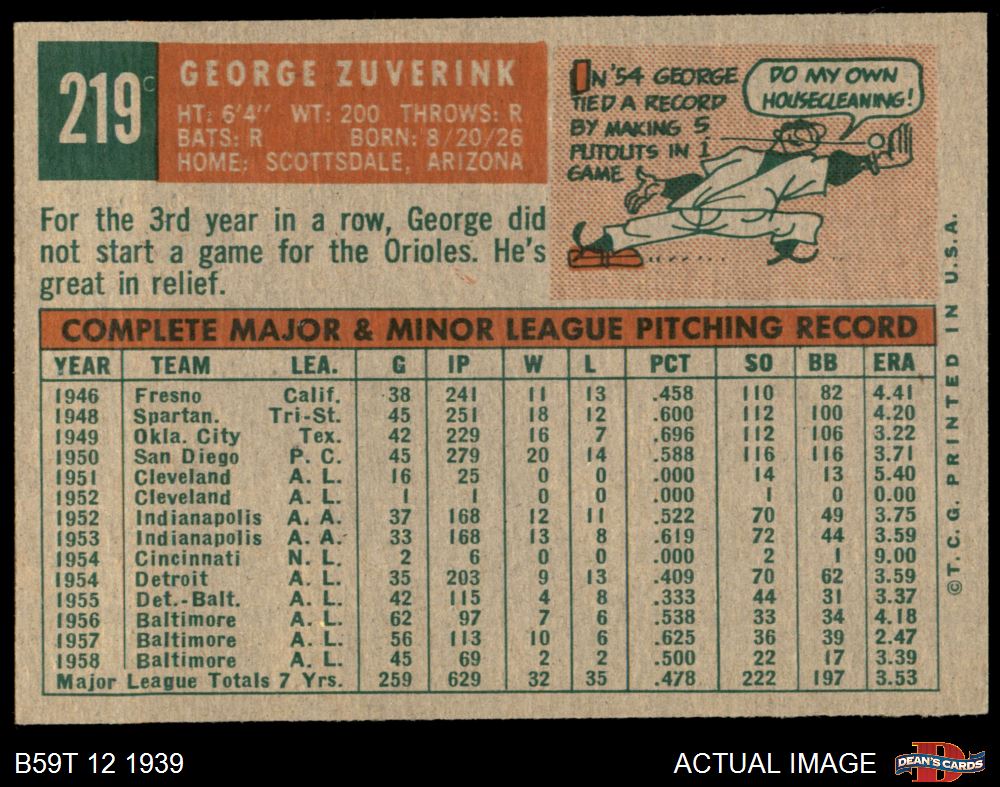 219
C
GEORGE ZUVERINK
HT: 6'4" WT: 200 THROWS: R
BATS: R BORN: 8/20/26
HOME: SCOTTSDALE, ARIZONA
IN '54 GEORGE
TIED A RECORD
BY MAKING 5
PUTOUTS IN 1
GAME
DO MY OWN
HOUSECLEANING!
For the 3rd year in a row, George did
not start a game for the Orioles. He's
great in relief.
COMPLETE MAJOR & MINOR LEAGUE PITCHING RECORD
YEAR TEAM LEA. G IP W L PCT SO BB ERA
1946 Fresno Calif. 38 241 11 13 .458 110 82 4.41
1948 Spartan. Tri-St. 45 251 18 12 .600 112 100 4.20
1949 Okla. City Tex. 42 229 16 7 .696 112 106 3.22
1950 San Diego P. C. 45 279 20 14 .588 116 116 3.71
1951 Cleveland A. L. 16 25 0 0 .000 14 13 5.40
1952 Cleveland A. L. 1 1 0 0 .000 1 0 0.00
1952 Indianapolis A. A. 37 168 12 11 .522 70 49 3.75
1953 Indianapolis A. A. 33 168 13 8 .619 72 44 3.59
1954 Cincinnati N. L. 2 6 0 0 .000 2 1 9.00
1954 Detroit A. L. 35 203 9 13 .409 70 62 3.59
1955 Det.-Balt. A. L. 42 115 4 8 .333 44 31 3.37
1956 Baltimore A. L. 62 97 7 6 .538 33 34 4.18
1957 Baltimore A. L. 56 113 10 6 .625 36 39 2.47
1958 Baltimore A. L. 45 69 2 2 .500 22 17 3.39
Major League Totals 7 Yrs. 259 629 32 35 .478 222 197 3.53
©T. C. G. PRINTED IN U.S.A.
B59T 12 1939
ACTUAL IMAGE
D
DEAN'S CARDS